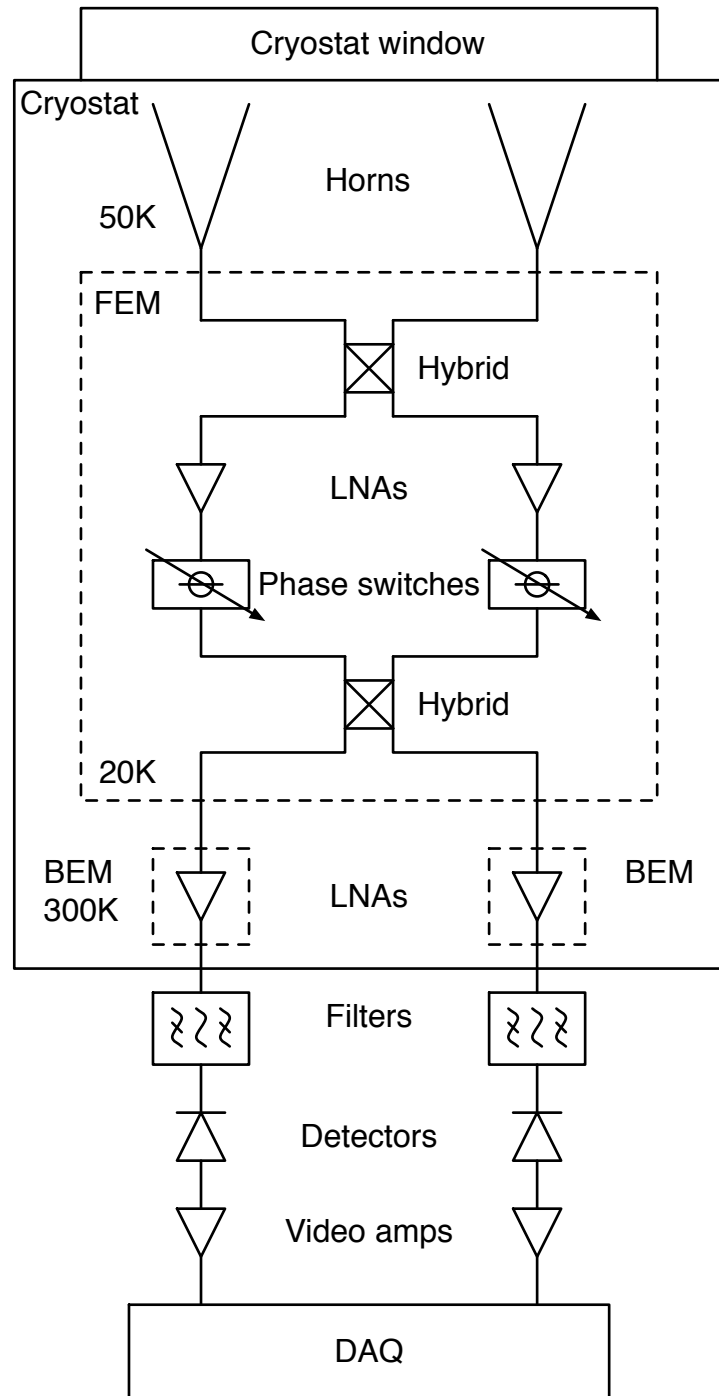 Cryostat window
Cryostat
Horns
50K
FEM
Hybrid
LNAs
Phase switches
Hybrid
20K
BEM
300K
LNAs
BEM
Filters
Detectors
Video amps
DAQ